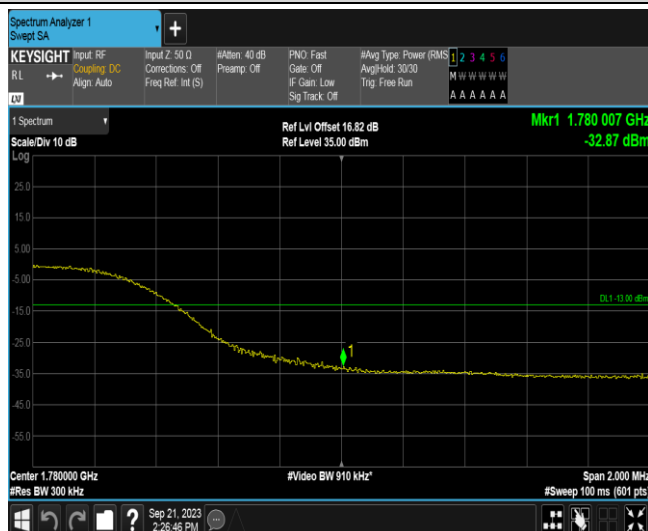 Spectrum Analyzer 1
Swept SA
+
KEYSIGHT
RL
LXI
Input: RF
Coupling: DC
Align: Auto
Input Z: 50 Ω
Corrections: Off
Freq Ref: Int (S)
#Atten: 40 dB
Preamp: Off
PNO: Fast
Gate: Off
IF Gain: Low
Sig Track: Off
#Avg Type: Power (RMS
Avg|Hold: 30/30
Trig: Free Run
1 2 3 4 5 6
M W W W W W
A A A A A A
1 Spectrum
Scale/Div 10 dB
Ref Lvl Offset 16.82 dB
Ref Level 35.00 dBm
Mkr1 1.780 007 GHz
-32.87 dBm
Log
25.0
15.0
5.00
-5.00
-15.0
-25.0
-35.0
-45.0
-55.0
DL1 -13.00 dBm
1
Center 1.780000 GHz
#Res BW 300 kHz
#Video BW 910 kHz*
Span 2.000 MHz
#Sweep 100 ms (601 pts)
?
Sep 21, 2023
2:26:46 PM